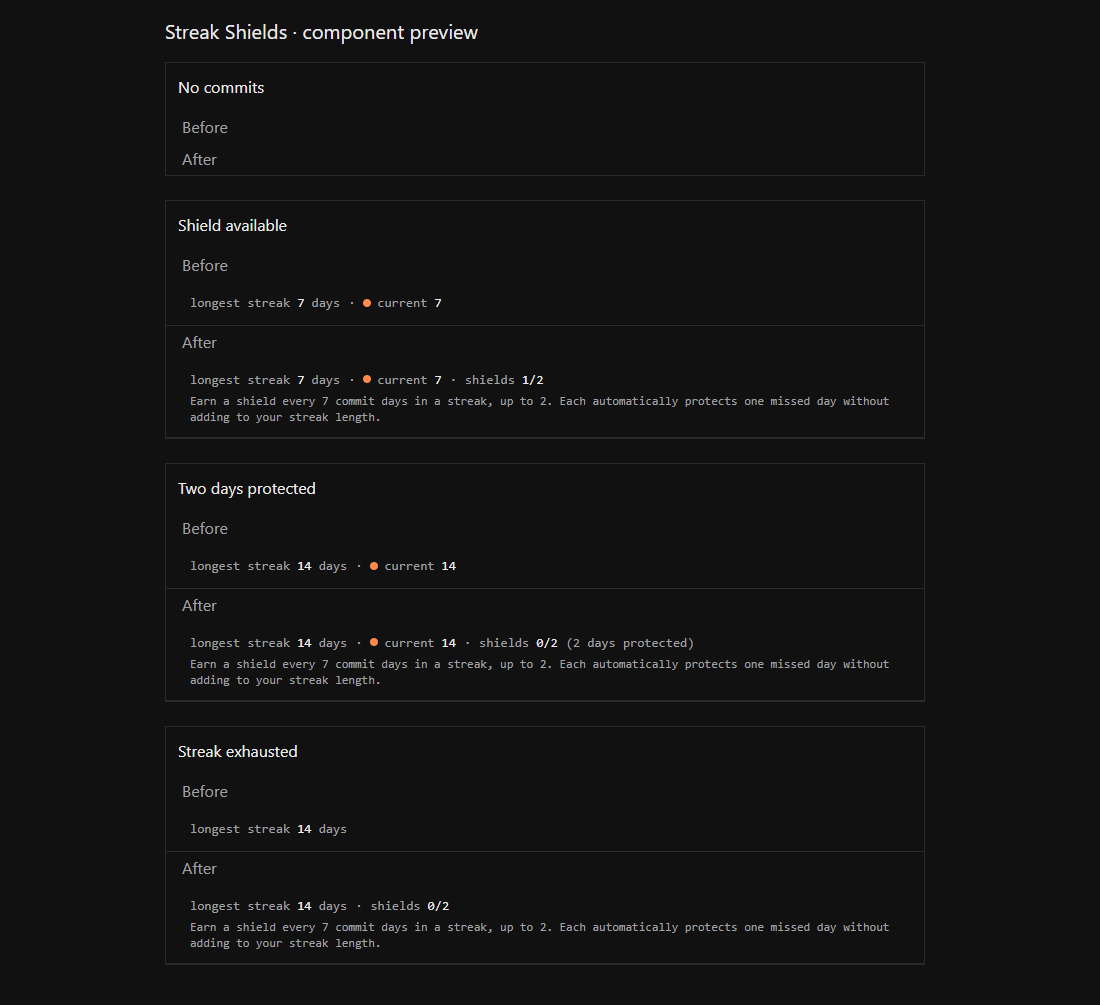 Streak Shields · component preview
No commits
Before
After
Shield available
Before
longest streak 7 days · current 7
After
longest streak 7 days · current 7 · shields 1/2
Earn a shield every 7 commit days in a streak, up to 2. Each automatically protects one missed day without
adding to your streak length.
Two days protected
Before
longest streak 14 days · current 14
After
longest streak 14 days · current 14 · shields 0/2 (2 days protected)
Earn a shield every 7 commit days in a streak, up to 2. Each automatically protects one missed day without
adding to your streak length.
Streak exhausted
Before
longest streak 14 days
After
longest streak 14 days · shields 0/2
Earn a shield every 7 commit days in a streak, up to 2. Each automatically protects one missed day without
adding to your streak length.